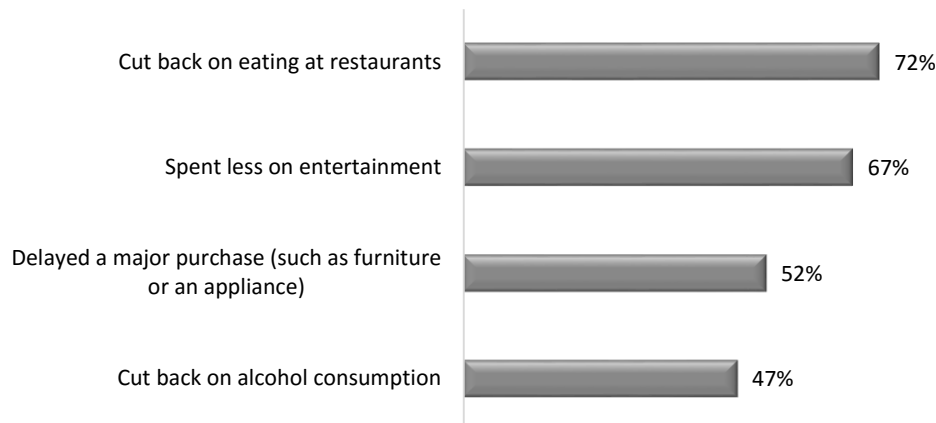 Cut back on eating at restaurants 72%
Spent less on entertainment 67%
Delayed a major purchase (such as furniture
or an appliance) 52%
Cut back on alcohol consumption 47%